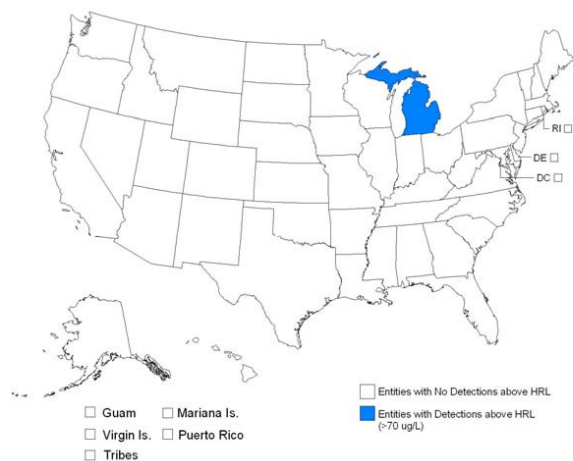 RI
DE
DC
Entities with No Detections above HRL
Entities with Detections above HRL
(>70 ug/L)
Guam
Mariana Is.
Virgin Is.
Puerto Rico
Tribes